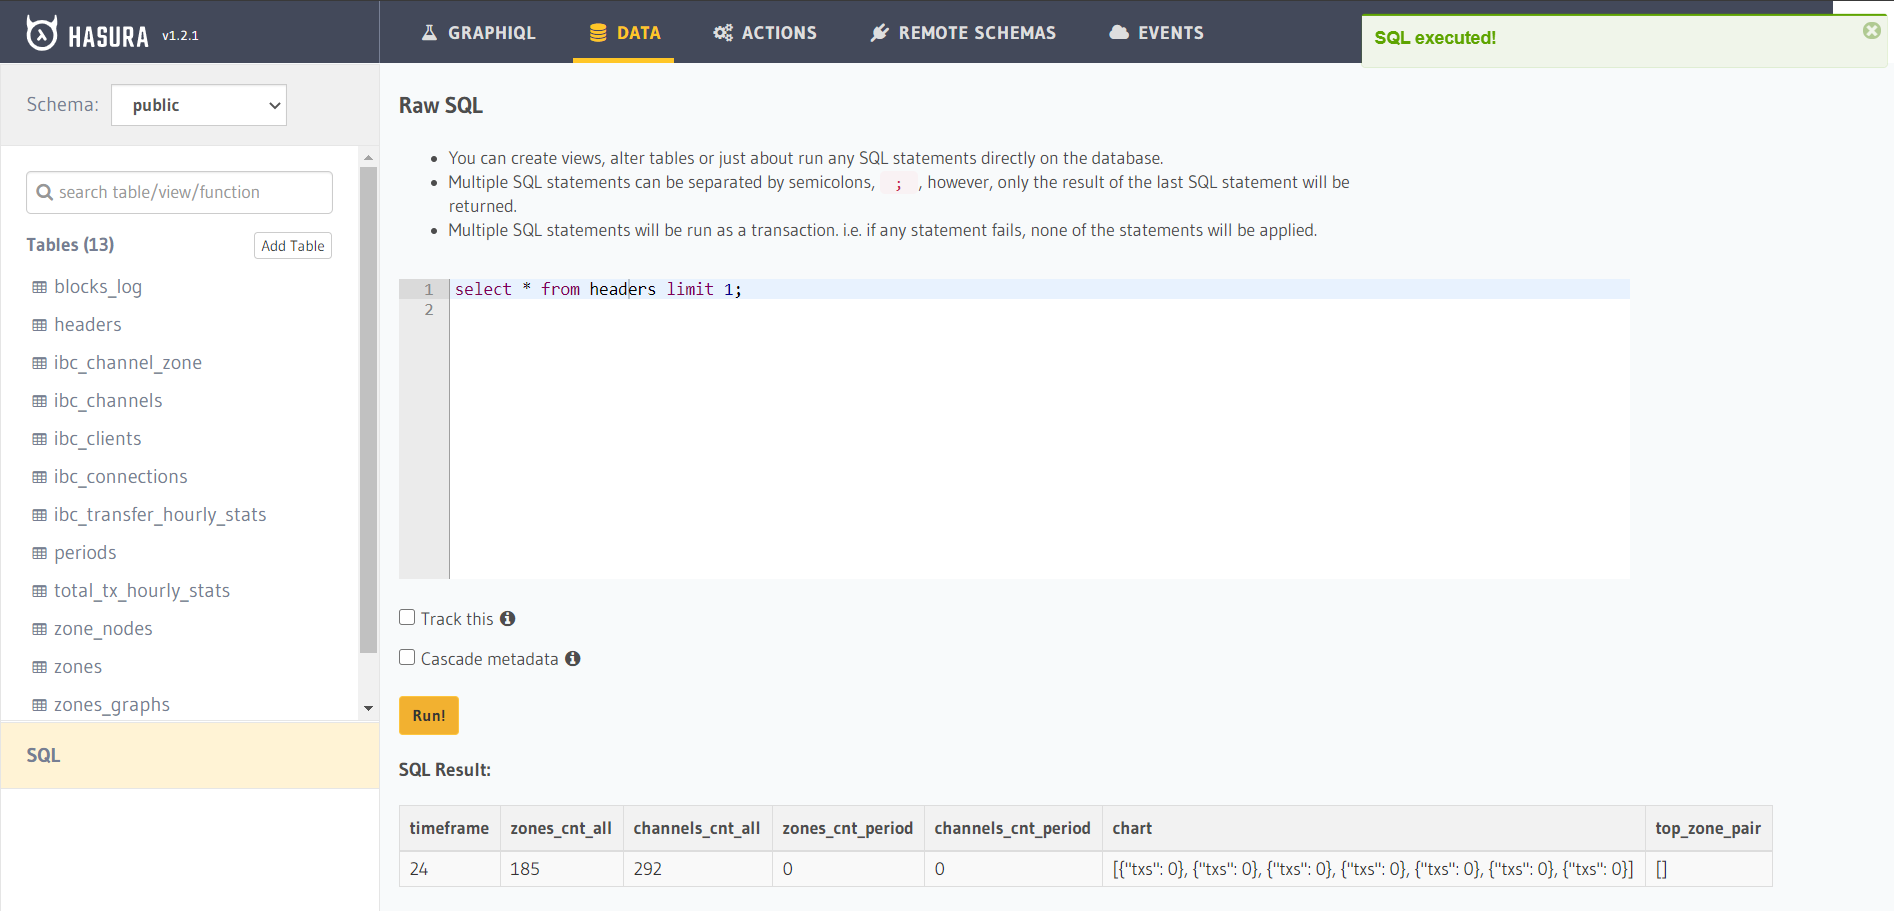 HASURA v1.2.1
GRAPHIQL
DATA
ACTIONS
REMOTE SCHEMAS
EVENTS
SQL executed!
Schema: public
search table/view/function
Tables (13)
Add Table
blocks_log
headers
ibc_channel_zone
ibc_channels
ibc_clients
ibc_connections
ibc_transfer_hourly_stats
periods
total_tx_hourly_stats
zone_nodes
zones
zones_graphs
SQL
Raw SQL
• You can create views, alter tables or just about run any SQL statements directly on the database.
• Multiple SQL statements can be separated by semicolons, ; , however, only the result of the last SQL statement will be
returned.
• Multiple SQL statements will be run as a transaction. i.e. if any statement fails, none of the statements will be applied.
1 select * from headers limit 1;
2
Track this
Cascade metadata
Run!
SQL Result:
timeframe zones_cnt_all channels_cnt_all zones_cnt_period channels_cnt_period chart top_zone_pair
24 185 292 0 0 [{"txs": 0}, {"txs": 0}, {"txs": 0}, {"txs": 0}, {"txs": 0}, {"txs": 0}, {"txs": 0}] []